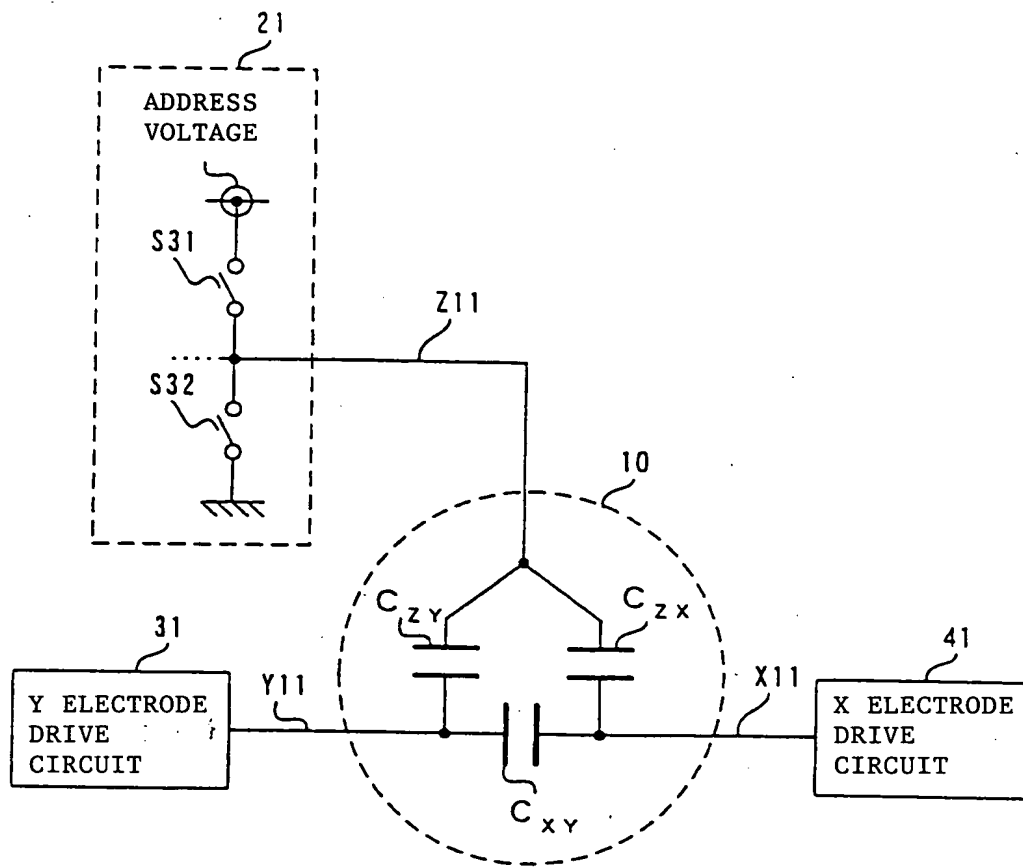 21
ADDRESS
VOLTAGE
S31
Z11
S32
10
C ZY
C ZX
31
41
Y11
X11
Y ELECTRODE
DRIVE
CIRCUIT
X ELECTRODE
DRIVE
CIRCUIT
C XY